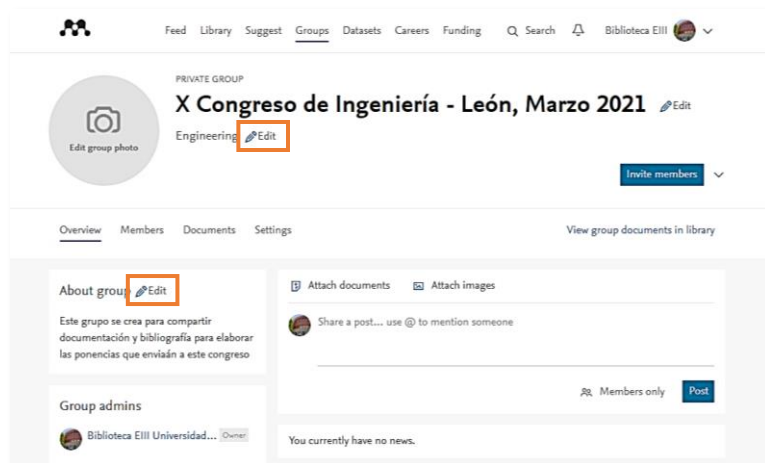 Feed Library Suggest Groups Datasets Careers Funding Search Biblioteca EIII
PRIVATE GROUP
X Congreso de Ingeniería - León, Marzo 2021 Edit
Engineering Edit
Edit group photo
Invite members
Overview Members Documents Settings View group documents in library
About group Edit
Este grupo se crea para compartir
documentación y bibliografía para elaborar
las ponencias que enviaán a este congreso
Group admins
Biblioteca EIII Universidad... Owner
Attach documents Attach images
Share a post... use @ to mention someone
Members only Post
You currently have no news.